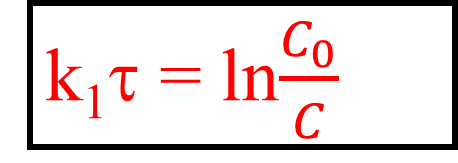 k₁τ = ln C₀/C